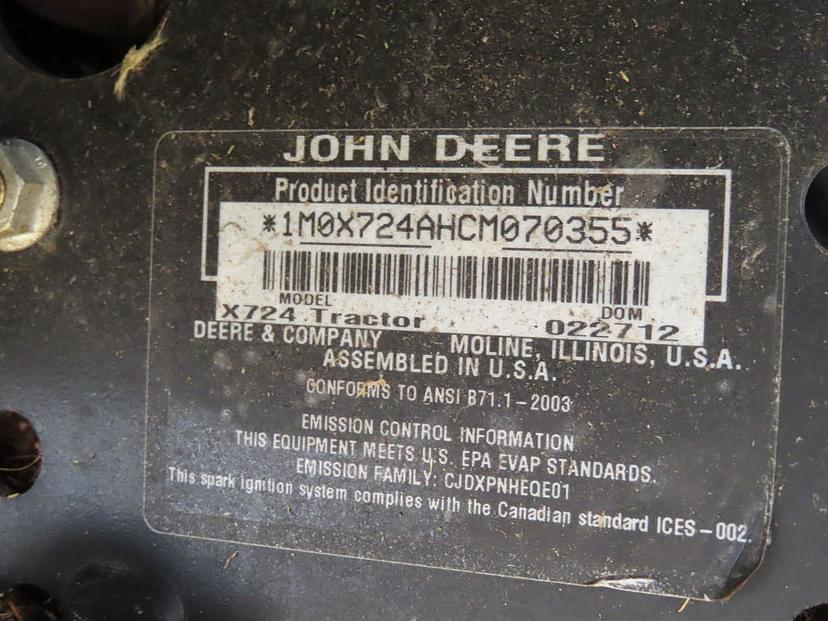 JOHN DEERE
Product Identification Number
*1M0X724AHCM070355*
MODEL DOM
X724 Tractor 022712
DEERE & COMPANY MOLINE, ILLINOIS, U.S.A.
ASSEMBLED IN U.S.A.
CONFORMS TO ANSI B71.1-2003
EMISSION CONTROL INFORMATION
THIS EQUIPMENT MEETS U.S. EPA EVAP STANDARDS.
EMISSION FAMILY: CJDXPNHEQE01
This spark ignition system complies with the Canadian standard ICES-002.